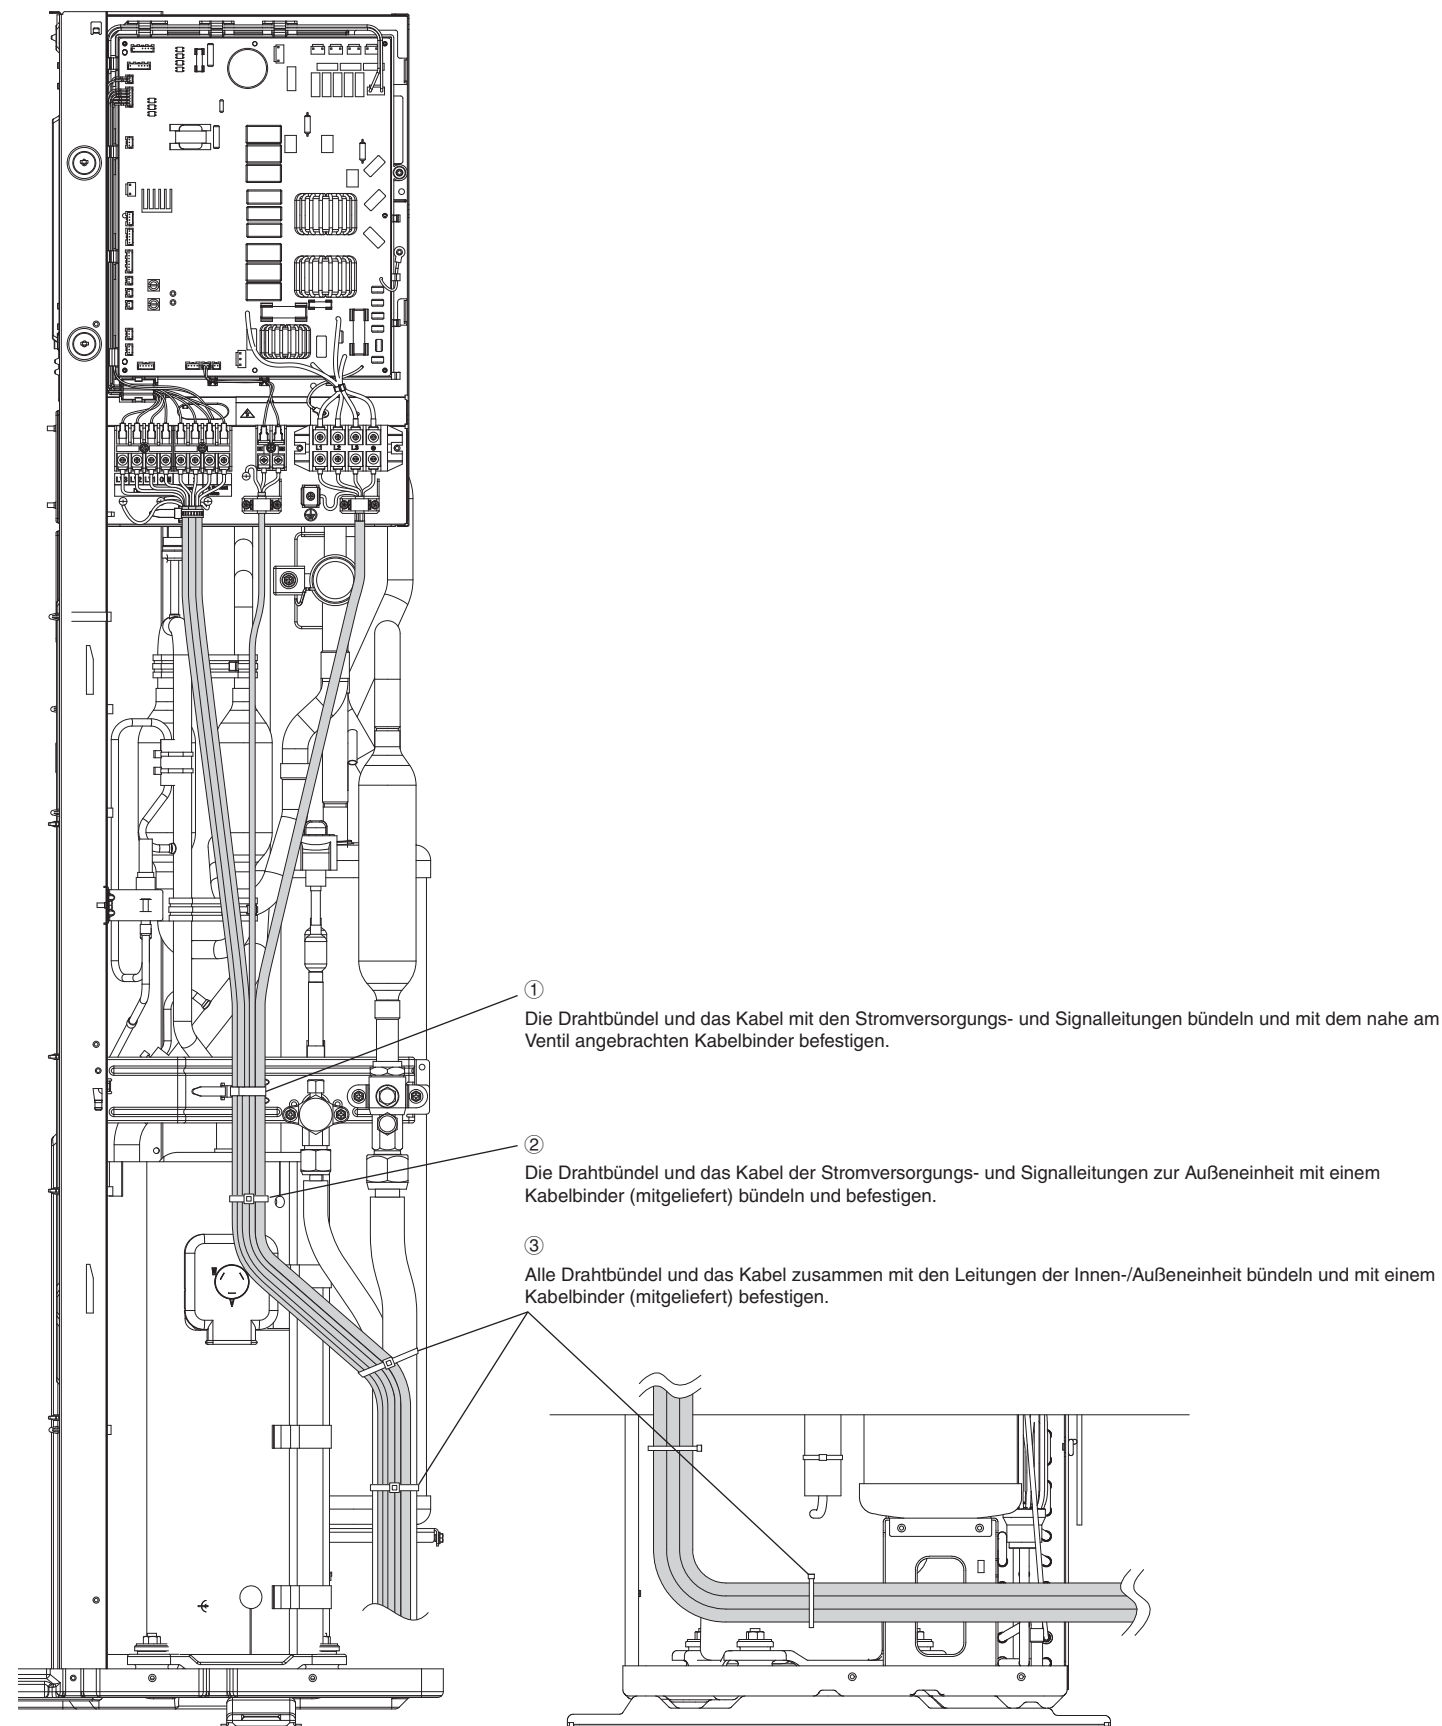 L1
L2
L3
①
Die Drahtbündel und das Kabel mit den Stromversorgungs- und Signalleitungen bündeln und mit dem nahe am
Ventil angebrachten Kabelbinder befestigen.
②
Die Drahtbündel und das Kabel der Stromversorgungs- und Signalleitungen zur Außeneinheit mit einem
Kabelbinder (mitgeliefert) bündeln und befestigen.
③
Alle Drahtbündel und das Kabel zusammen mit den Leitungen der Innen-/Außeneinheit bündeln und mit einem
Kabelbinder (mitgeliefert) befestigen.